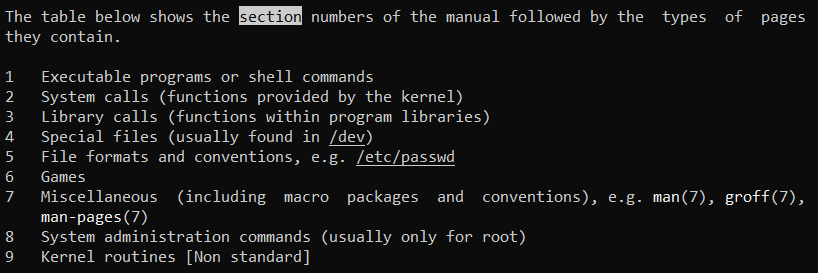 The table below shows the section numbers of the manual followed by the types of pages
they contain.
1 Executable programs or shell commands
2 System calls (functions provided by the kernel)
3 Library calls (functions within program libraries)
4 Special files (usually found in /dev)
5 File formats and conventions, e.g. /etc/passwd
6 Games
7 Miscellaneous (including macro packages and conventions), e.g. man(7), groff(7),
man-pages(7)
8 System administration commands (usually only for root)
9 Kernel routines [Non standard]